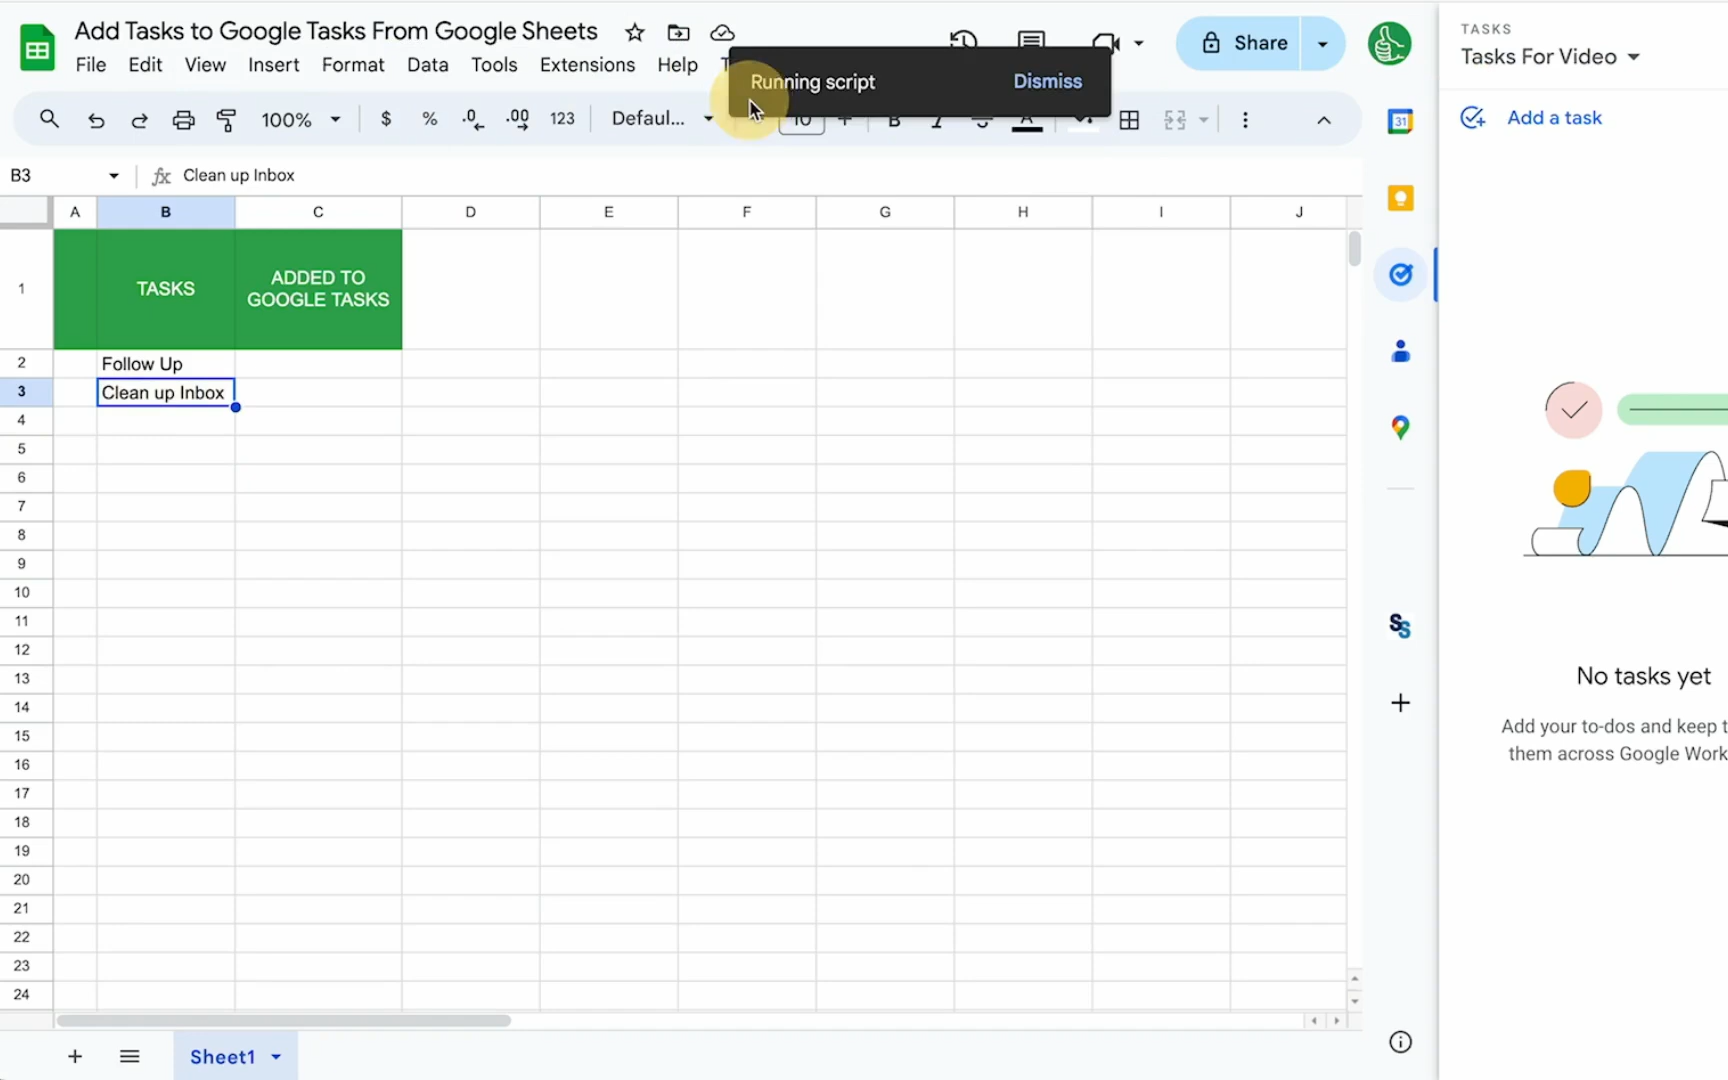 Add Tasks to Google Tasks From Google Sheets
File Edit View Insert Format Data Tools Extensions Help
Running script Dismiss
Share
TASKS
Tasks For Video
100% $ % .0 .00 123 Defaul... 10
31 Add a task
B3 fx Clean up Inbox
A B C D E F G H I J
1 TASKS ADDED TO
GOOGLE TASKS
2 Follow Up
3 Clean up Inbox
4
5
6
7
8
9
10
11
12
13
14
15
16
17
18
19
20
21
22
23
24
SS
No tasks yet
Add your to-dos and keep t
them across Google Work
Sheet1